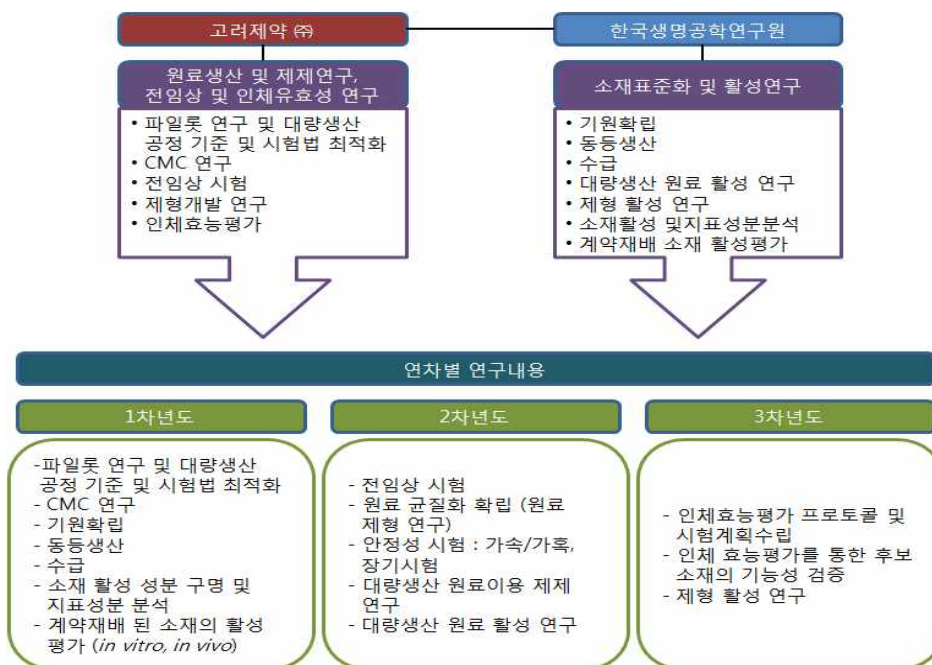 고려제약 ㈜
한국생명공학연구원
원료생산 및 제제연구,
전임상 및 인체유효성 연구
• 파일롯 연구 및 대량생산
공정 기준 및 시험법 최적화
• CMC 연구
• 전임상 시험
• 제형개발 연구
• 인체효능평가
소재표준화 및 활성연구
• 기원확립
• 동등생산
• 수급
• 대량생산 원료 활성 연구
• 제형 활성 연구
• 소재활성 및지표성분분석
• 계약재배 소재 활성평가
연차별 연구내용
1차년도
-파일롯 연구 및 대량생산
공정 기준 및 시험법 최적화
- CMC 연구
- 기원확립
- 동등생산
- 수급
- 소재 활성 성분 구명 및
지표성분 분석
- 계약재배 된 소재의 활성
평가 (in vitro, in vivo)
2차년도
- 전임상 시험
- 원료 균질화 확립 (원료
제형 연구)
- 안정성 시험 : 가속/가혹,
장기시험
- 대량생산 원료이용 제제
연구
- 대량생산 원료 활성 연구
3차년도
- 인체효능평가 프로토콜 및
시험계획수립
- 인체 효능평가를 통한 후보
소재의 기능성 검증
- 제형 활성 연구